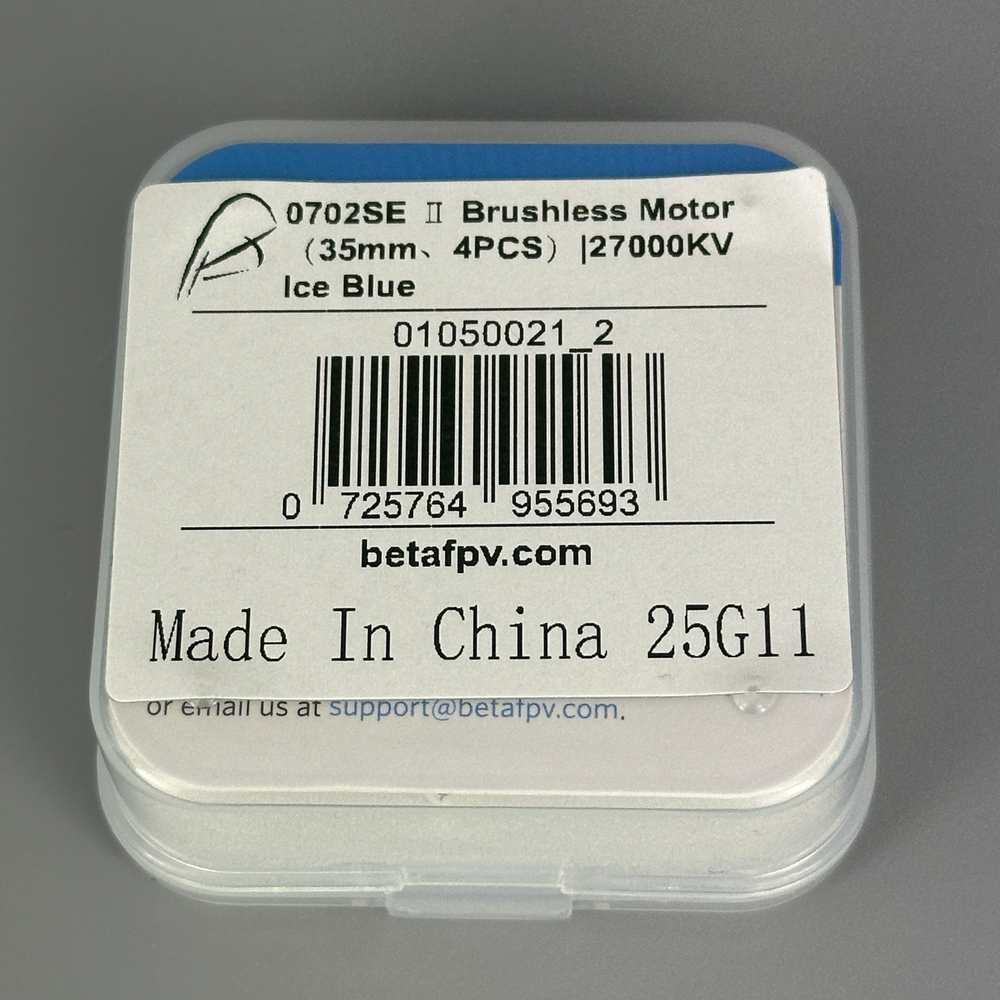 0702SE Ⅱ Brushless Motor
（35mm、4PCS）|27000KV
Ice Blue
01050021_2
0 725764 955693
betafpv.com
Made In China 25G11
or email us at support@betafpv.com.